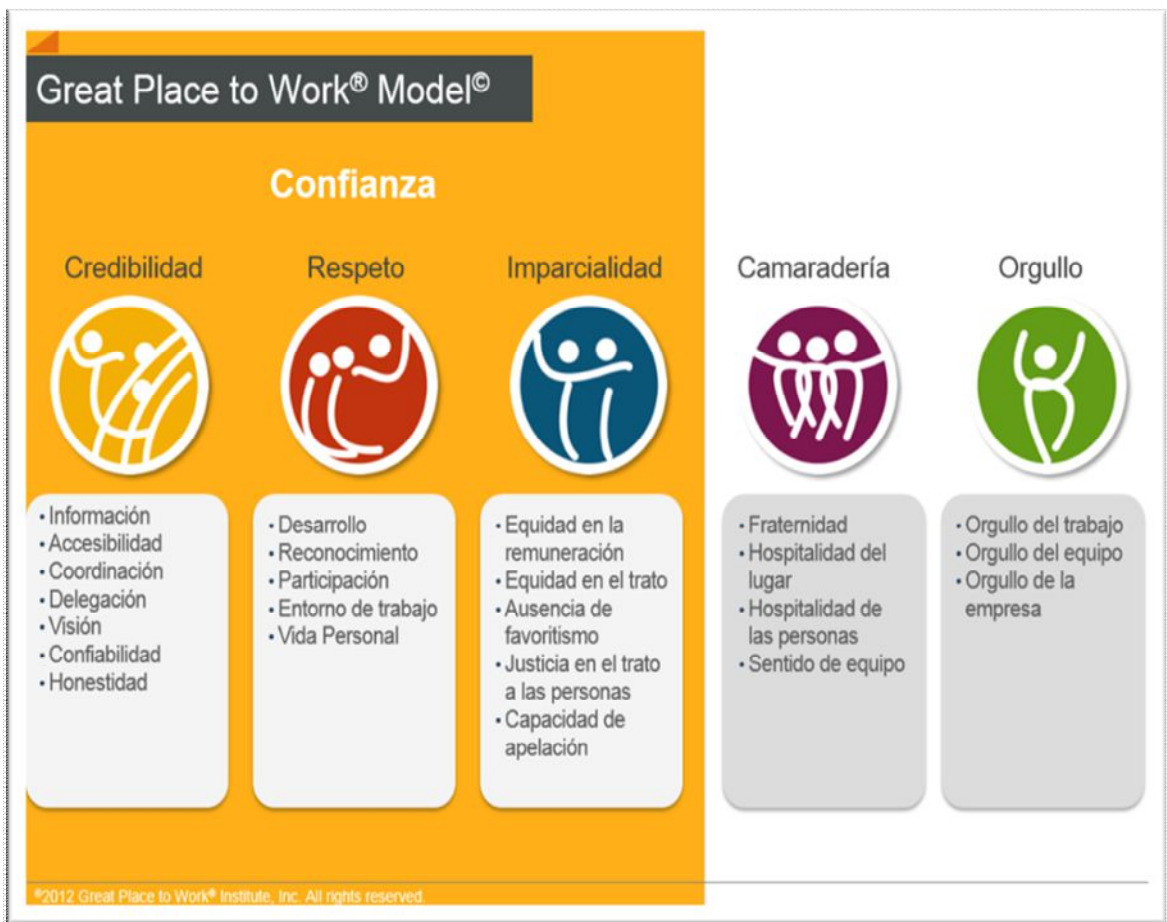 Great Place to Work® Model©
Confianza
Credibilidad
• Información
• Accesibilidad
• Coordinación
• Delegación
• Visión
• Confiabilidad
• Honestidad
Respeto
• Desarrollo
• Reconocimiento
• Participación
• Entorno de trabajo
• Vida Personal
Imparcialidad
• Equidad en la
remuneración
• Equidad en el trato
• Ausencia de
favoritismo
• Justicia en el trato
a las personas
• Capacidad de
apelación
Camaradería
• Fraternidad
• Hospitalidad del
lugar
• Hospitalidad de
las personas
• Sentido de equipo
Orgullo
• Orgullo del trabajo
• Orgullo del equipo
• Orgullo de la
empresa
©2012 Great Place to Work® Institute, Inc. All rights reserved.